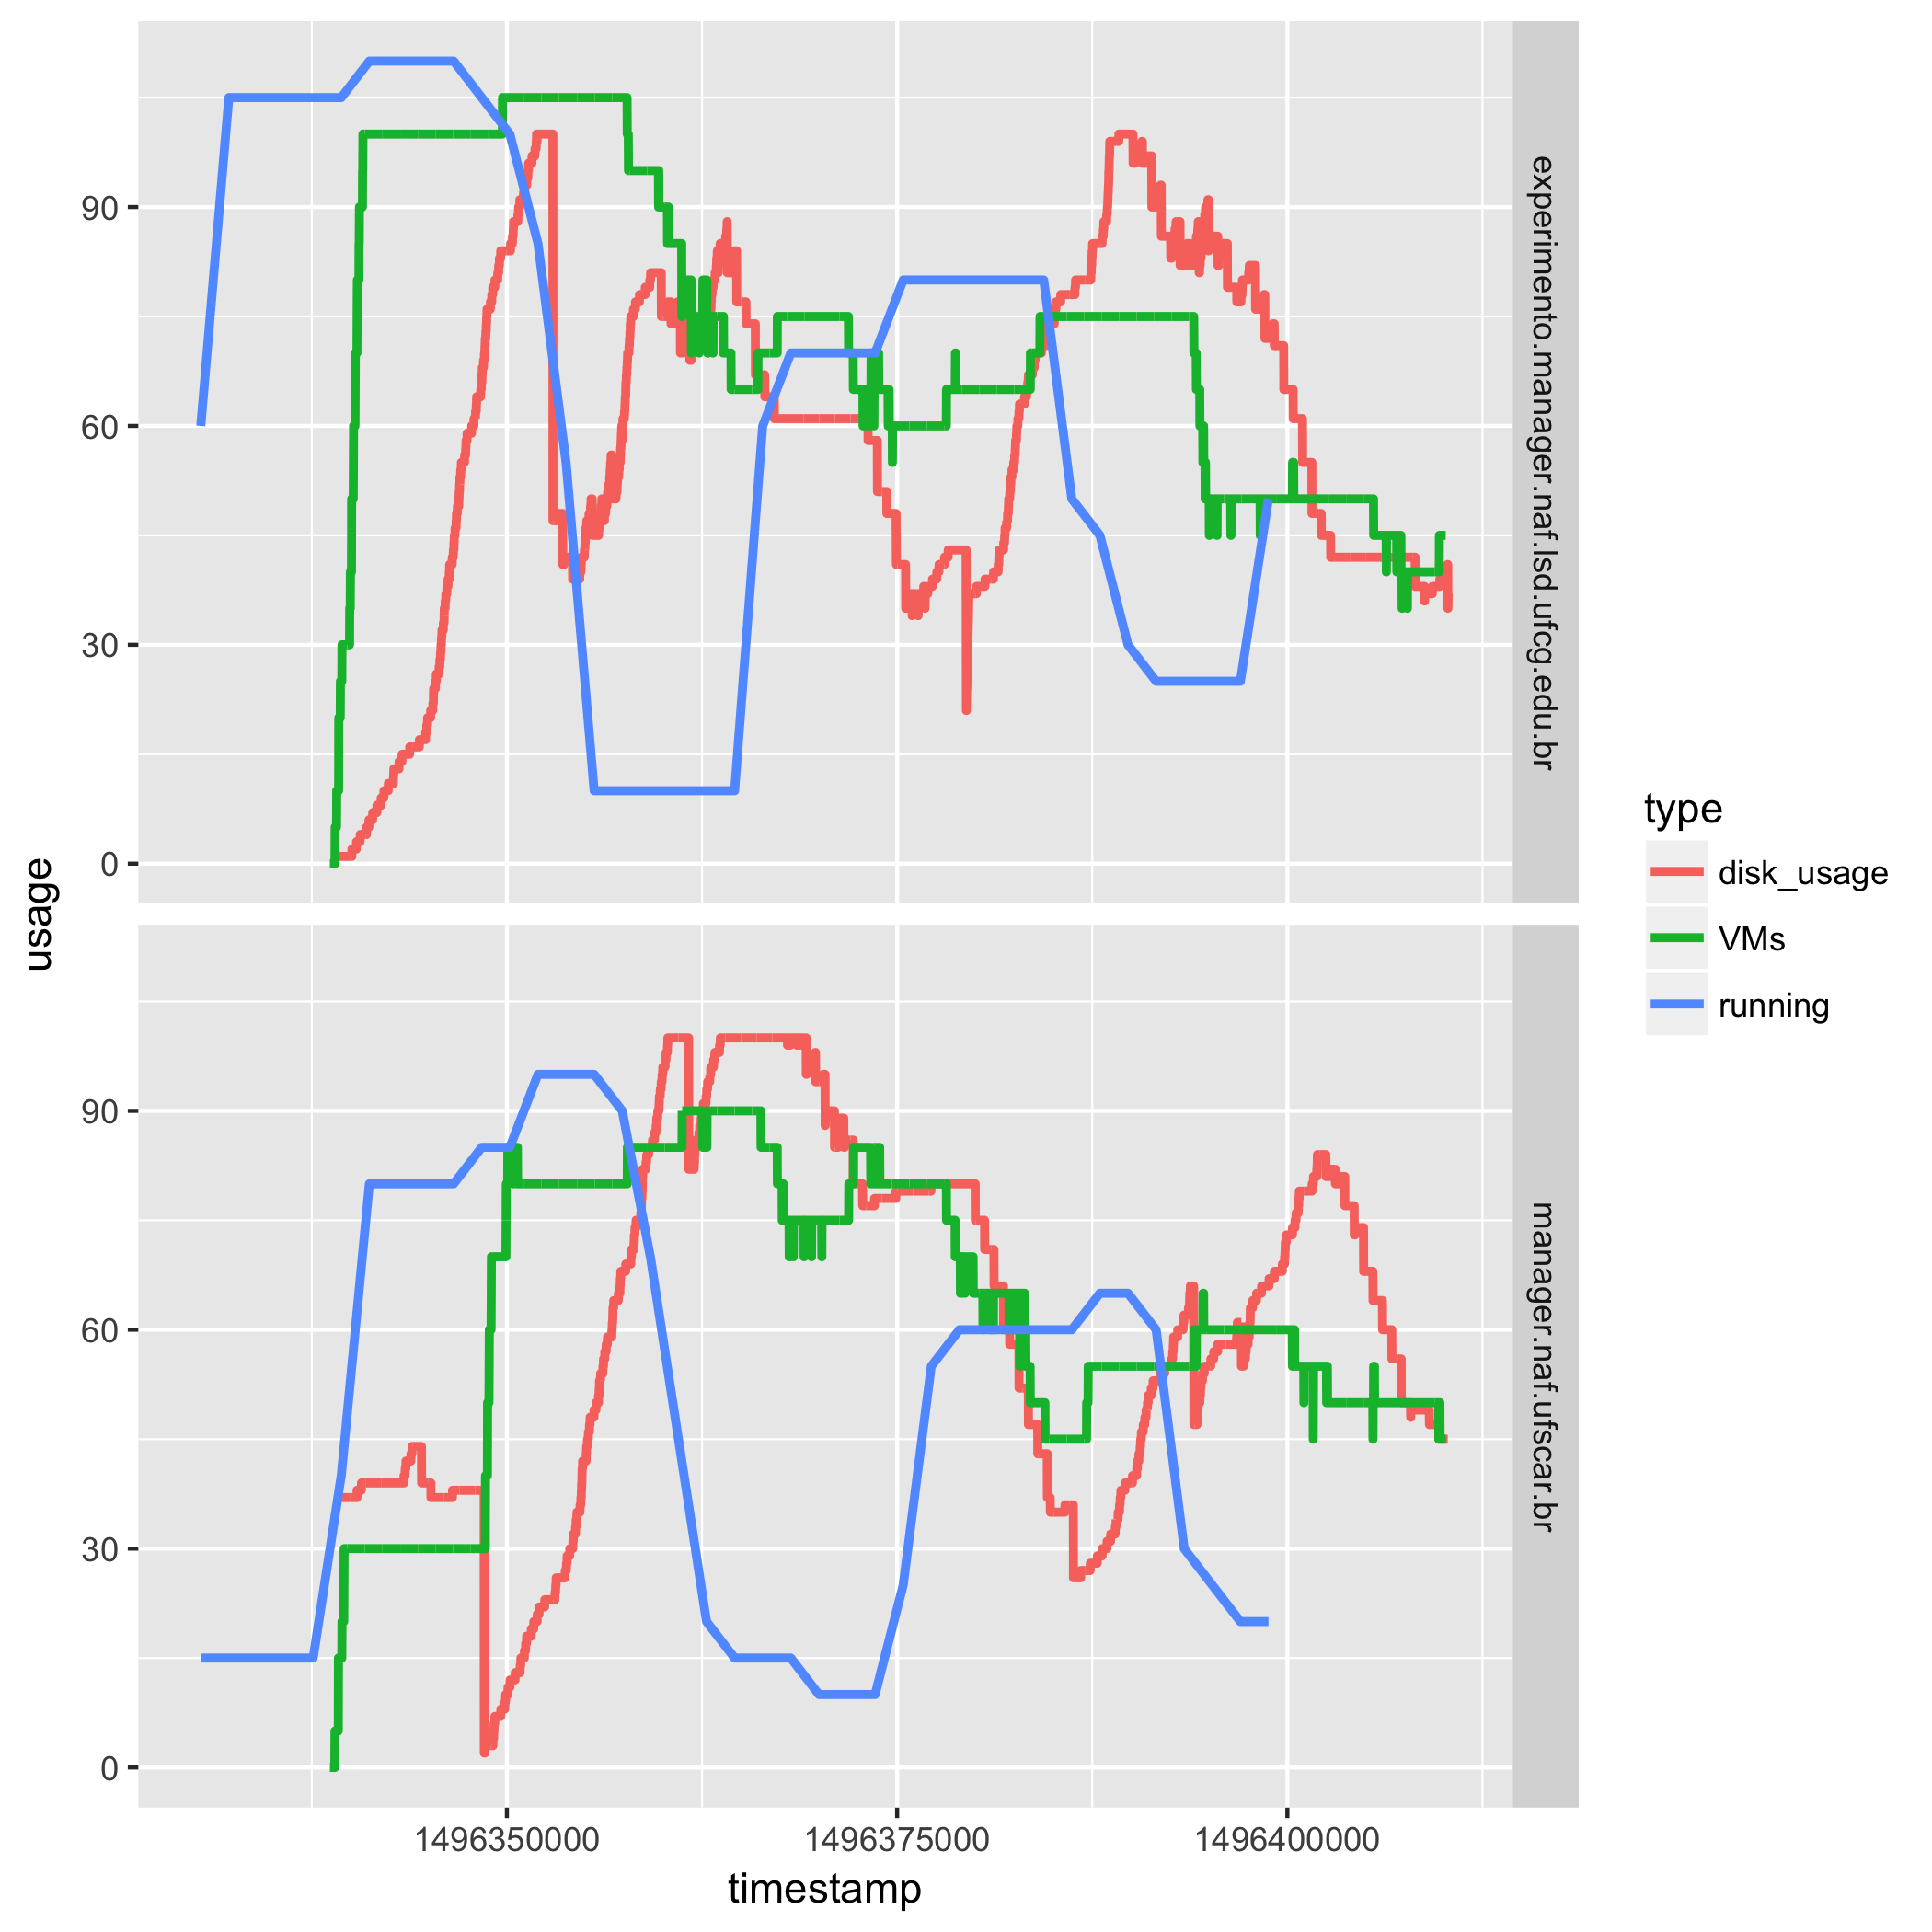 usage
90
60
30
0
experimento.manager.naf.lsd.ufcg.edu.br
90
60
30
0
manager.naf.ufscar.br
1496350000
1496375000
1496400000
timestamp
type
disk_usage
VMs
running